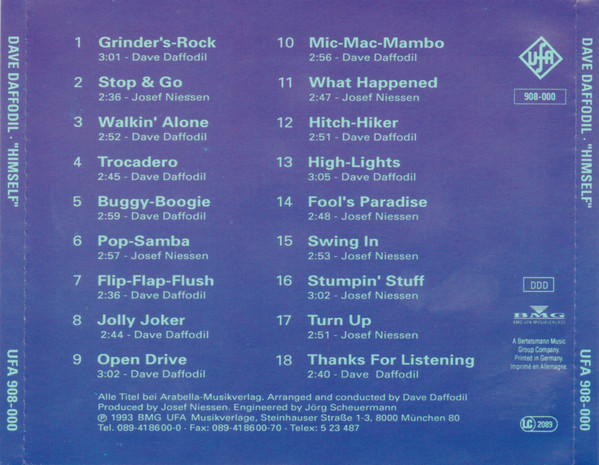 DAVE DAFFODIL · "HIMSELF"
UFA 908-000
1 Grinder's-Rock
3:01 - Dave Daffodil
2 Stop & Go
2:36 - Josef Niessen
3 Walkin' Alone
2:52 - Dave Daffodil
4 Trocadero
2:45 - Dave Daffodil
5 Buggy-Boogie
2:59 - Dave Daffodil
6 Pop-Samba
2:57 - Josef Niessen
7 Flip-Flap-Flush
2:36 - Dave Daffodil
8 Jolly Joker
2:44 - Dave Daffodil
9 Open Drive
3:02 - Dave Daffodil
10 Mic-Mac-Mambo
2:56 - Dave Daffodil
11 What Happened
2:47 - Josef Niessen
12 Hitch-Hiker
2:51 - Dave Daffodil
13 High-Lights
3:05 - Dave Daffodil
14 Fool's Paradise
2:48 - Josef Niessen
15 Swing In
2:53 - Josef Niessen
16 Stumpin' Stuff
3:02 - Josef Niessen
17 Turn Up
2:51 - Josef Niessen
18 Thanks For Listening
2:40 - Dave Daffodil
Alle Titel bei Arabella-Musikverlag. Arranged and conducted by Dave Daffodil
Produced by Josef Niessen. Engineered by Jörg Scheuermann
℗ 1993 BMG UFA Musikverlage, Steinhauser Straße 1-3, 8000 München 80
Tel. 089-418600-0 - Fax: 089-418600-70 - Telex: 5 23 487
UFA
908-000
DDD
BMG
BMG UFA MUSIKVERLAGE
A Bertelsmann Music
Group Company.
Printed in Germany.
Imprimé en Allemagne.
LC 2089
DAVE DAFFODIL · "HIMSELF"
UFA 908-000